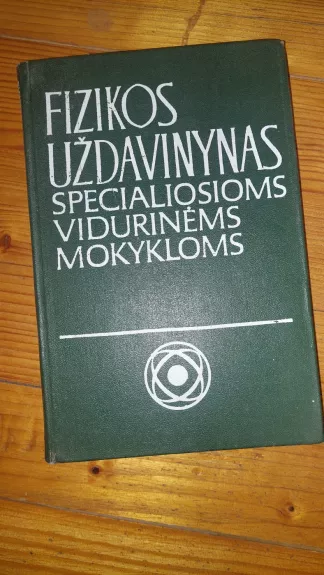 FIZIKOS
UŽDAVINYNAS
SPECIALIOSIOMS
VIDURINĖMS
MOKYKLOMS